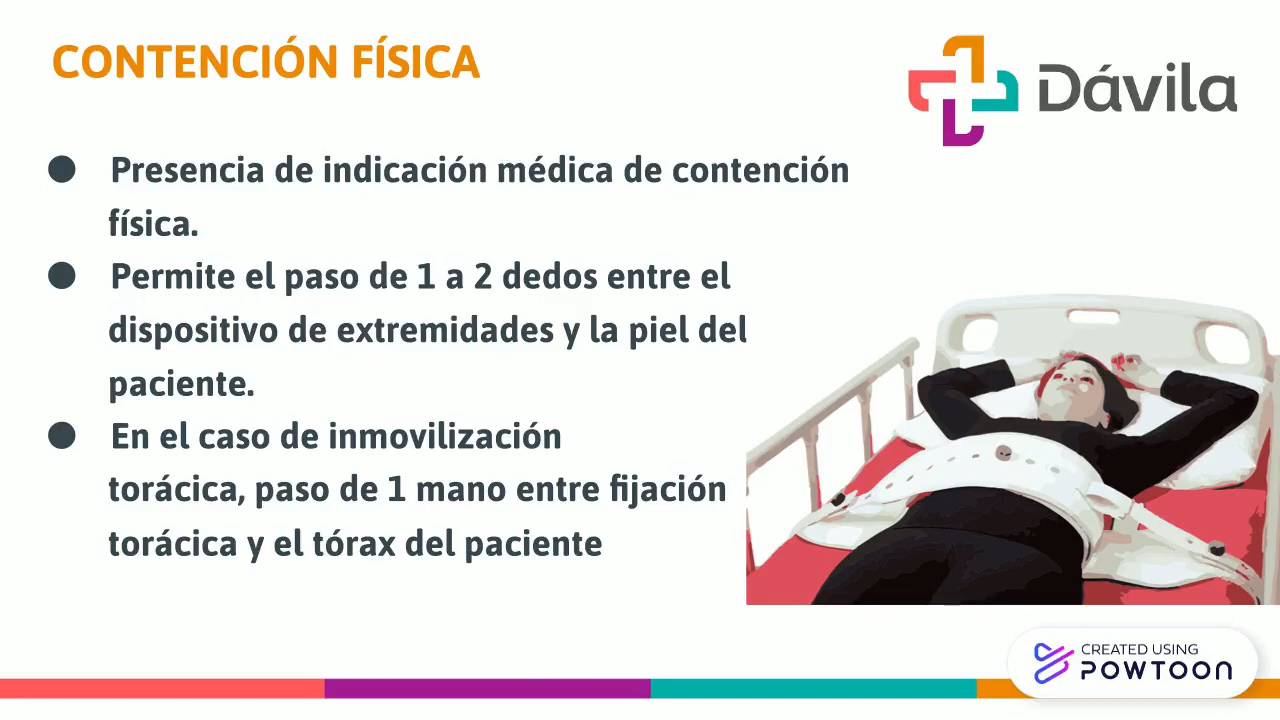 CONTENCIÓN FÍSICA
Dávila
● Presencia de indicación médica de contención
física.
● Permite el paso de 1 a 2 dedos entre el
dispositivo de extremidades y la piel del
paciente.
● En el caso de inmovilización
torácica, paso de 1 mano entre fijación
torácica y el tórax del paciente
CREATED USING
POWTOON